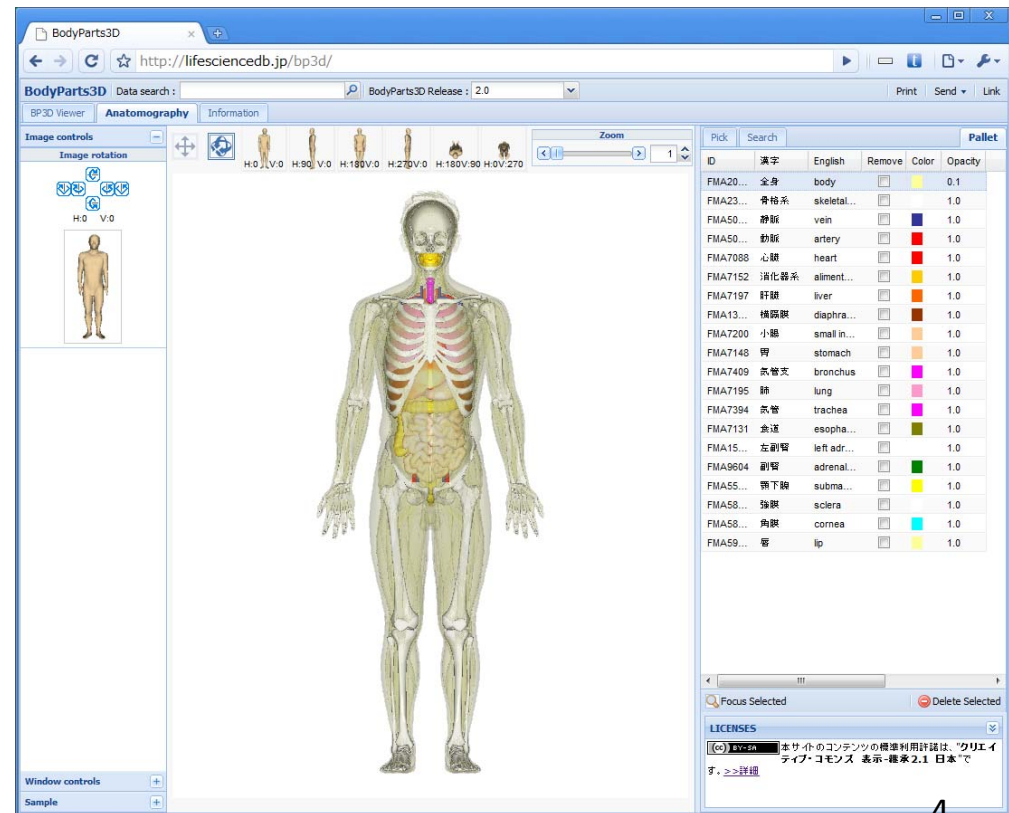 BodyParts3D
http://lifesciencedb.jp/bp3d/
BodyParts3D Data search : BodyParts3D Release : 2.0 Print Send Link
BP3D Viewer Anatomography Information
Image controls
Image rotation
H:0 V:0
H:0 V:0 H:90 V:0 H:180V:0 H:270V:0 H:180V:90 H:0V:270
Zoom
1
Pick Search Pallet
ID 漢字 English Remove Color Opacity
FMA20... 全身 body 0.1
FMA23... 骨格系 skeletal... 1.0
FMA50... 静脈 vein 1.0
FMA50... 動脈 artery 1.0
FMA7088 心臓 heart 1.0
FMA7152 消化器系 aliment... 1.0
FMA7197 肝臓 liver 1.0
FMA13... 横隔膜 diaphra... 1.0
FMA7200 小腸 small in... 1.0
FMA7148 胃 stomach 1.0
FMA7409 気管支 bronchus 1.0
FMA7195 肺 lung 1.0
FMA7394 気管 trachea 1.0
FMA7131 食道 esopha... 1.0
FMA15... 左副腎 left adr... 1.0
FMA9604 副腎 adrenal... 1.0
FMA55... 顎下腺 subma... 1.0
FMA58... 強膜 sclera 1.0
FMA58... 角膜 cornea 1.0
FMA59... 唇 lip 1.0
Focus Selected Delete Selected
LICENSES
(cc) BY-SA 本サイトのコンテンツの標準利用許諾は、"クリエイ
ティブ・コモンズ 表示-継承2.1 日本"で
す。>>詳細
Window controls
Sample
4